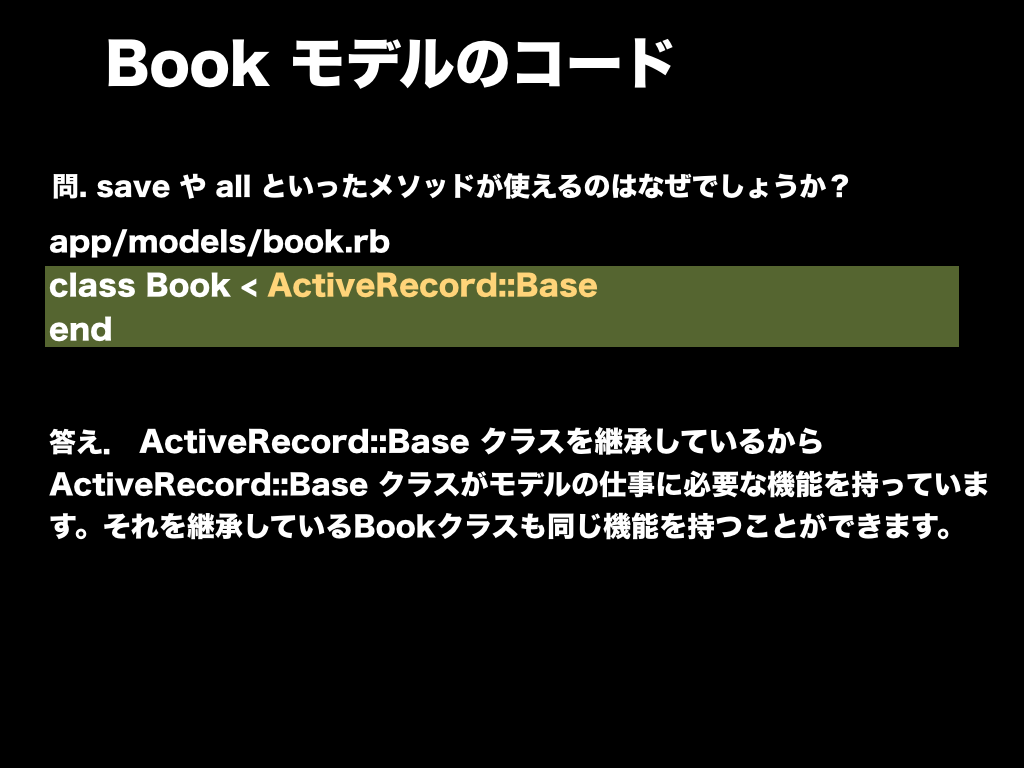 Book モデルのコード
問. save や all といったメソッドが使えるのはなぜでしょうか？
app/models/book.rb
class Book < ActiveRecord::Base
end
答え. ActiveRecord::Base クラスを継承しているから
ActiveRecord::Base クラスがモデルの仕事に必要な機能を持っていま
す。それを継承しているBookクラスも同じ機能を持つことができます。